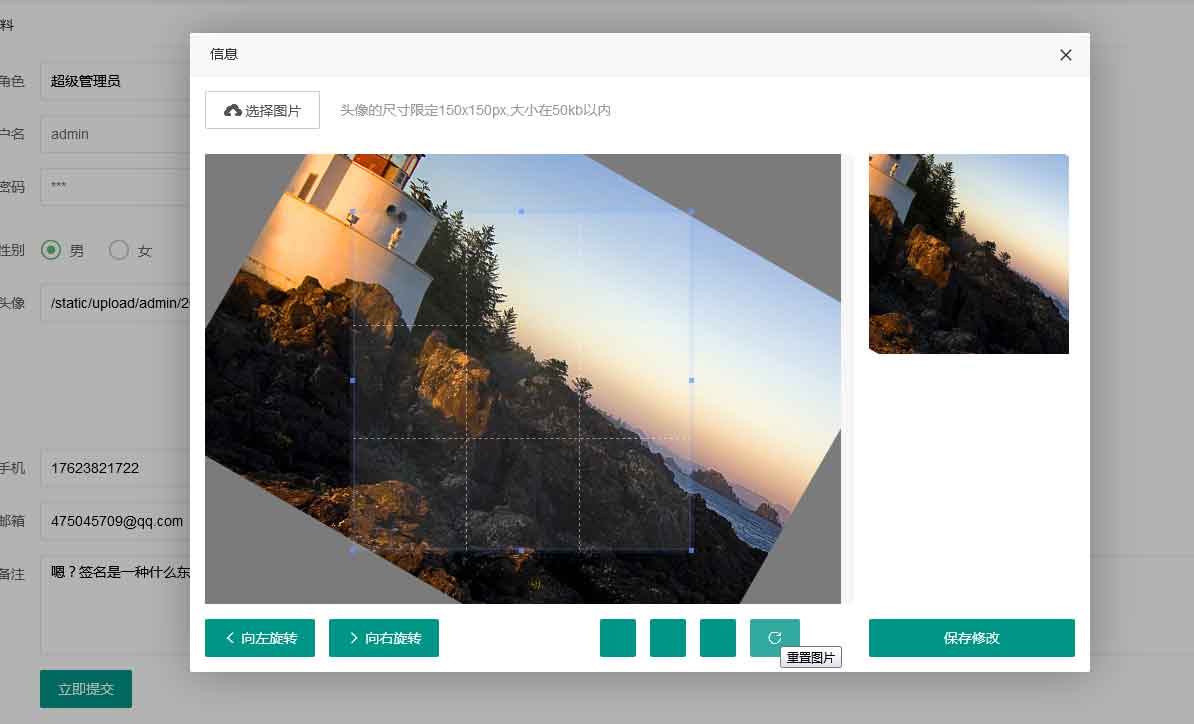 料
信息
选择图片
头像的尺寸限定150x150px,大小在50kb以内
角色
超级管理员
户名
admin
密码
***
性别
男
女
头像
/static/upload/admin/2
手机
17623821722
邮箱
475045709@qq.com
备注
嗯？签名是一种什么东
向左旋转
向右旋转
保存修改
重置图片
立即提交